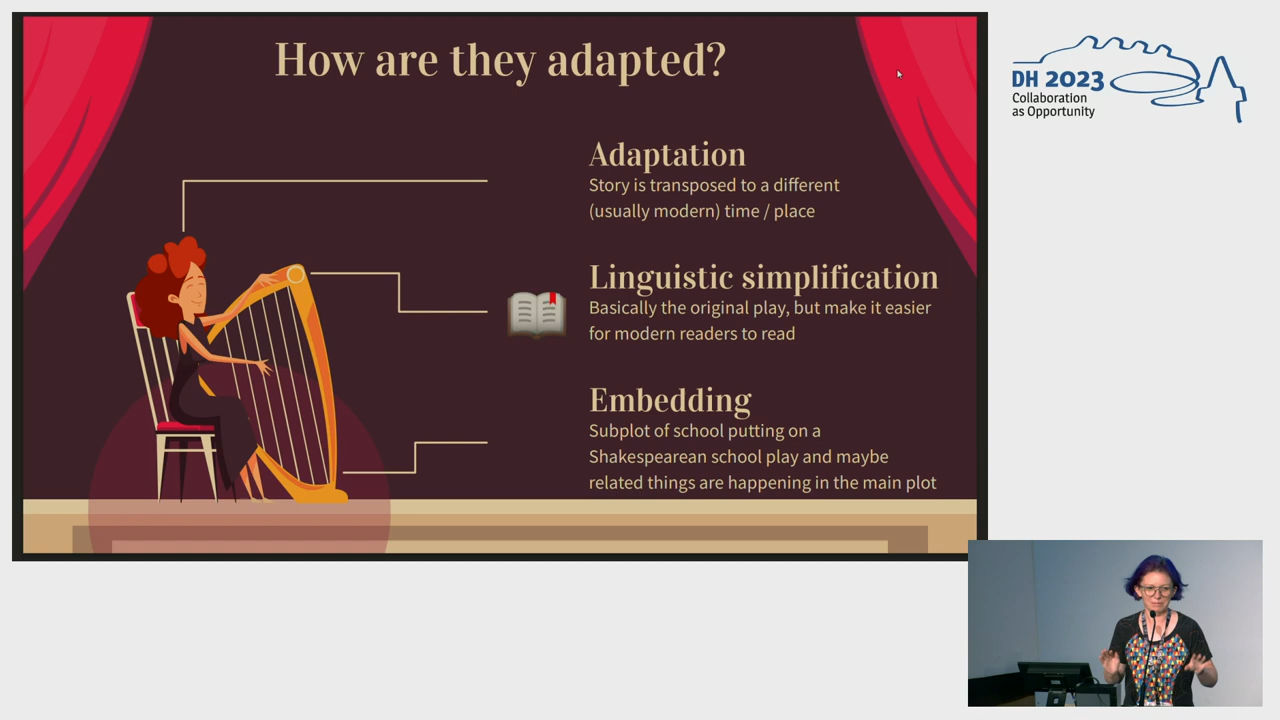 How are they adapted?
Adaptation
Story is transposed to a different
(usually modern) time / place
Linguistic simplification
Basically the original play, but make it easier
for modern readers to read
Embedding
Subplot of school putting on a
Shakespearean school play and maybe
related things are happening in the main plot
DH 2023
Collaboration
as Opportunity